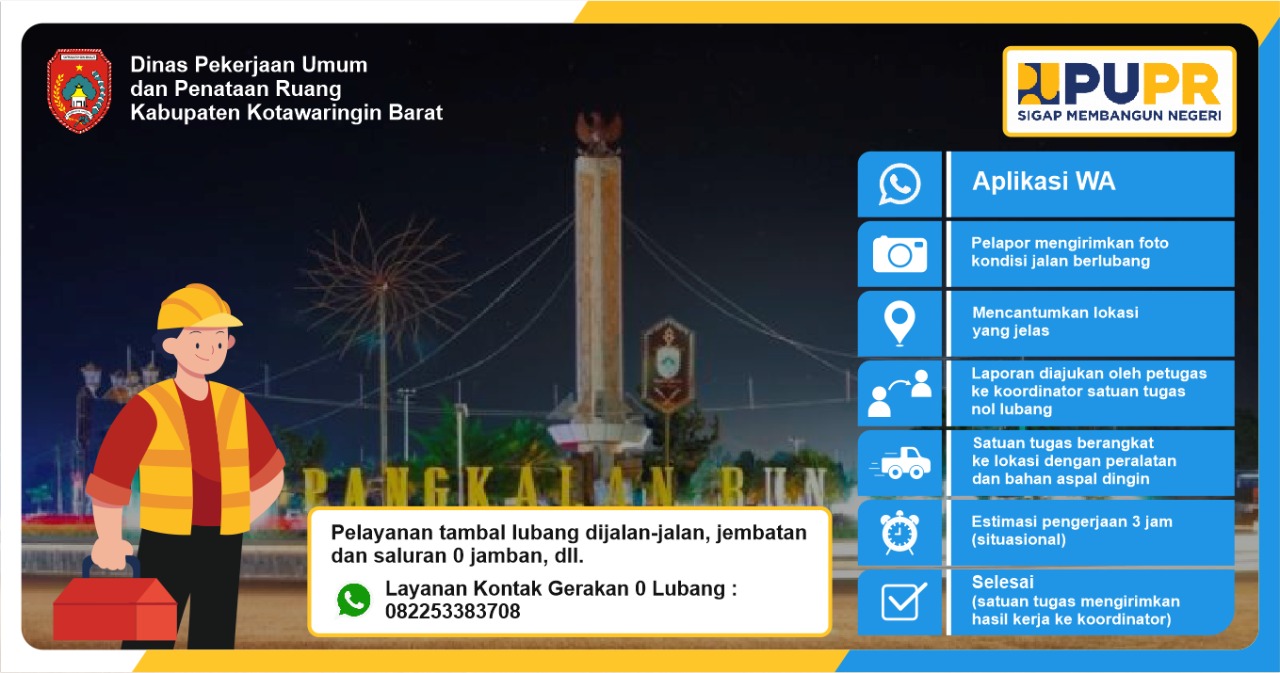 Dinas Pekerjaan Umum
dan Penataan Ruang
Kabupaten Kotawaringin Barat
PUPR
SIGAP MEMBANGUN NEGERI
Aplikasi WA
Pelapor mengirimkan foto
kondisi jalan berlubang
Mencantumkan lokasi
yang jelas
Laporan diajukan oleh petugas
ke koordinator satuan tugas
nol lubang
Satuan tugas berangkat
ke lokasi dengan peralatan
dan bahan aspal dingin
Estimasi pengerjaan 3 jam
(situasional)
Selesai
(satuan tugas mengirimkan
hasil kerja ke koordinator)
PANGKALAN BUN
Pelayanan tambal lubang dijalan-jalan, jembatan
dan saluran 0 jamban, dll.
Layanan Kontak Gerakan 0 Lubang :
082253383708